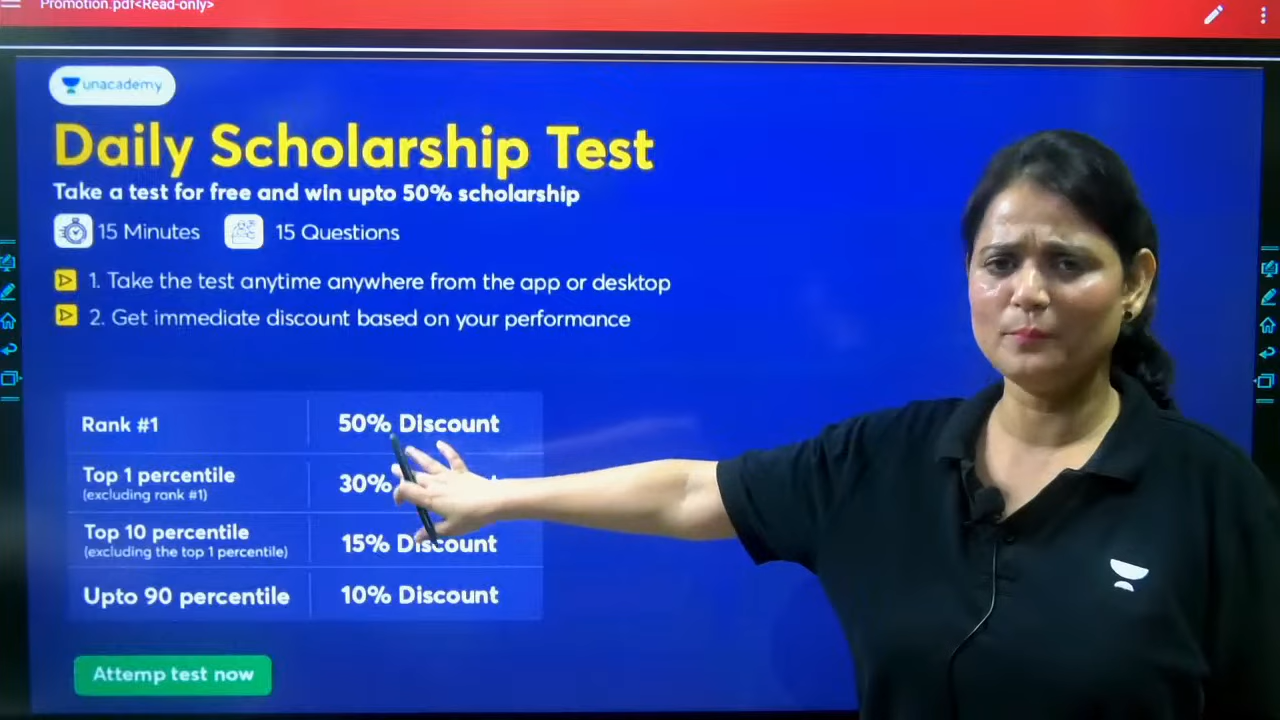 Promotion.pdf<Read-only>
unacademy
Daily Scholarship Test
Take a test for free and win upto 50% scholarship
15 Minutes 15 Questions
1. Take the test anytime anywhere from the app or desktop
2. Get immediate discount based on your performance
Rank #1 50% Discount
Top 1 percentile 30%
(excluding rank #1)
Top 10 percentile 15% Discount
(excluding the top 1 percentile)
Upto 90 percentile 10% Discount
Attemp test now